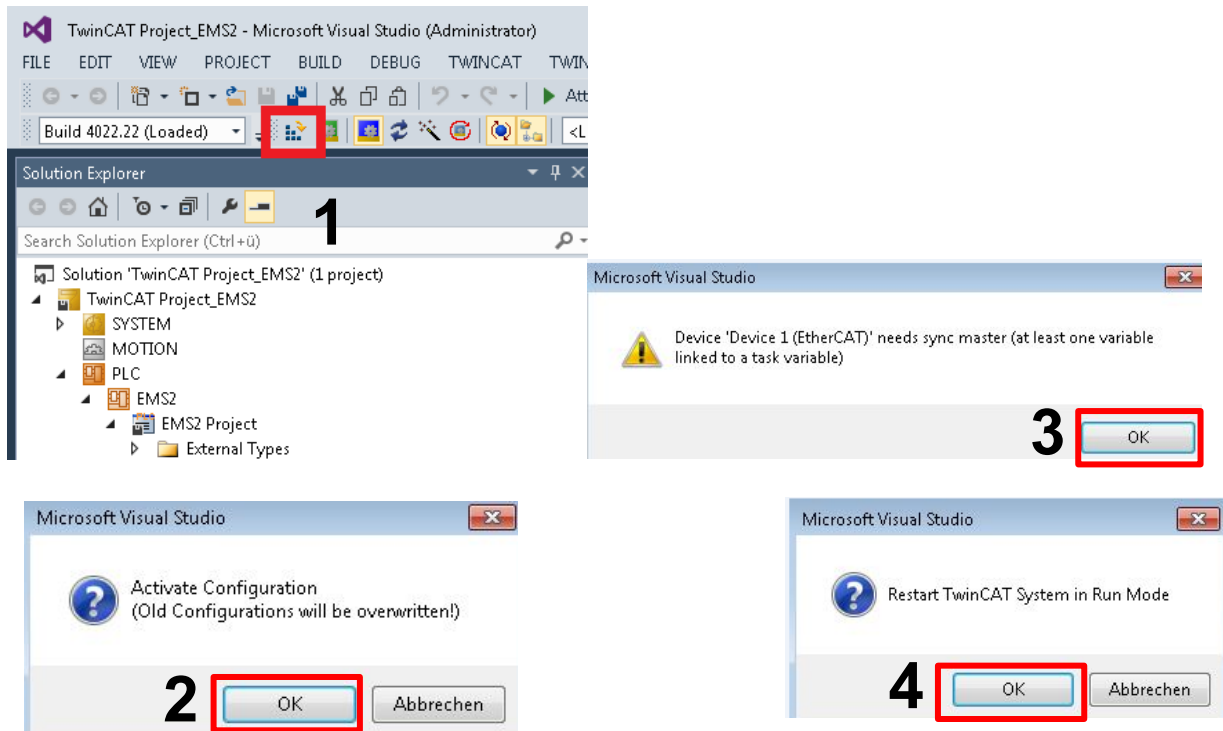 TwinCAT Project_EMS2 - Microsoft Visual Studio (Administrator)
FILE EDIT VIEW PROJECT BUILD DEBUG TWINCAT TWIN
Att
Build 4022.22 (Loaded) <L
Solution Explorer
1
Search Solution Explorer (Ctrl+ü)
Solution 'TwinCAT Project_EMS2' (1 project)
TwinCAT Project_EMS2
SYSTEM
MOTION
PLC
EMS2
EMS2 Project
External Types
Microsoft Visual Studio
Activate Configuration
(Old Configurations will be overwritten!)
2 OK Abbrechen
Microsoft Visual Studio
Device 'Device 1 (EtherCAT)' needs sync master (at least one variable
linked to a task variable)
3 OK
Microsoft Visual Studio
Restart TwinCAT System in Run Mode
4 OK Abbrechen